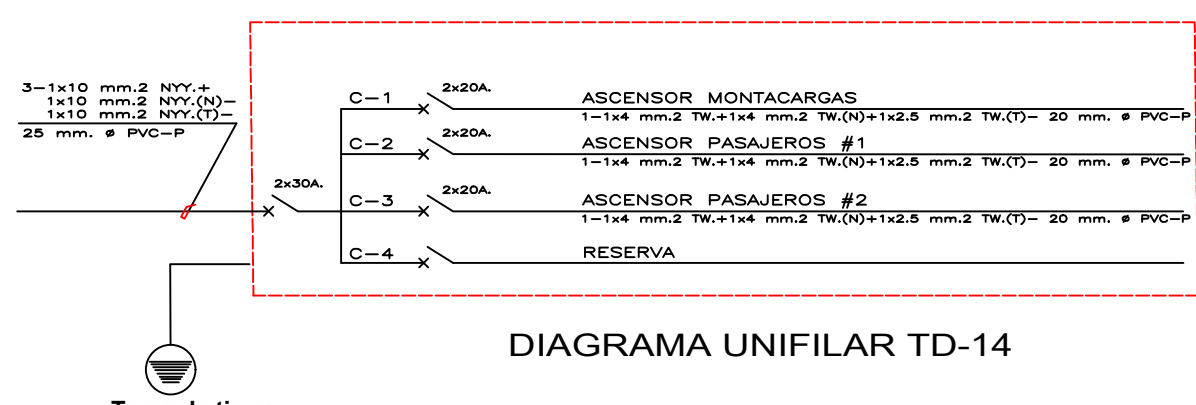 3-1x10 mm.2 NYY.+
1x10 mm.2 NYY.(N)-
1x10 mm.2 NYY.(T)-
25 mm. ø PVC-P
2x30A.
C-1 2x20A. ASCENSOR MONTACARGAS
1-1x4 mm.2 TW.+1x4 mm.2 TW.(N)+1x2.5 mm.2 TW.(T)- 20 mm. ø PVC-P
C-2 2x20A. ASCENSOR PASAJEROS #1
1-1x4 mm.2 TW.+1x4 mm.2 TW.(N)+1x2.5 mm.2 TW.(T)- 20 mm. ø PVC-P
C-3 2x20A. ASCENSOR PASAJEROS #2
1-1x4 mm.2 TW.+1x4 mm.2 TW.(N)+1x2.5 mm.2 TW.(T)- 20 mm. ø PVC-P
C-4 RESERVA
DIAGRAMA UNIFILAR TD-14